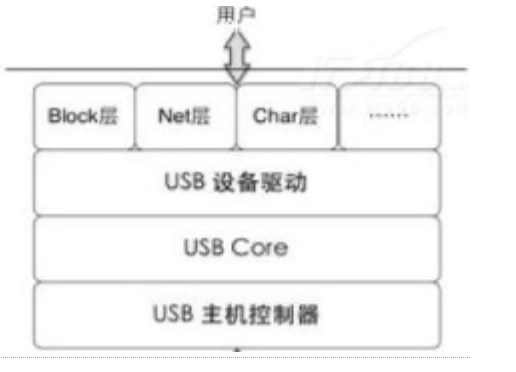 用户
Block层 Net层 Char层 ......
USB 设备驱动
USB Core
USB 主机控制器